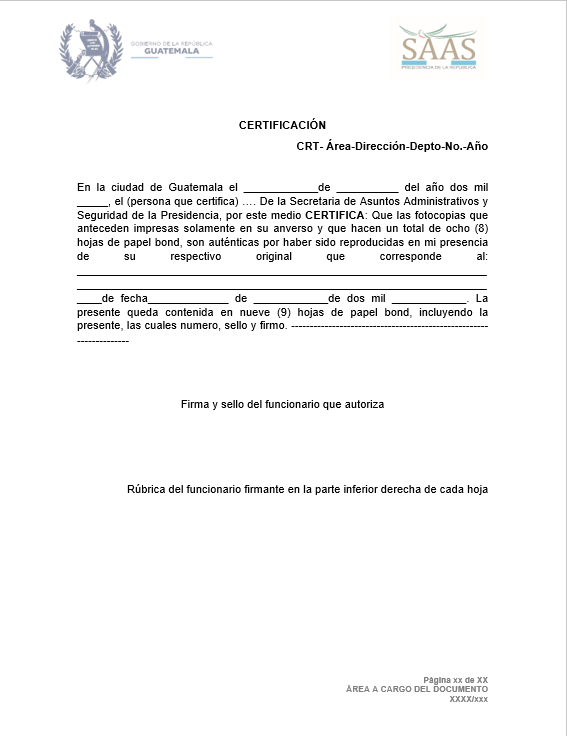 GOBIERNO DE LA REPÚBLICA
GUATEMALA
SAAS
PRESIDENCIA DE LA REPÚBLICA
CERTIFICACIÓN
CRT- Área-Dirección-Depto-No.-Año
En la ciudad de Guatemala el ____________de __________ del año dos mil
_____, el (persona que certifica) …. De la Secretaria de Asuntos Administrativos y
Seguridad de la Presidencia, por este medio CERTIFICA: Que las fotocopias que
anteceden impresas solamente en su anverso y que hacen un total de ocho (8)
hojas de papel bond, son auténticas por haber sido reproducidas en mi presencia
de su respectivo original que corresponde al:
__________________________________________________________________
__________________________________________________________________
____de fecha_____________ de ____________de dos mil ____________. La
presente queda contenida en nueve (9) hojas de papel bond, incluyendo la
presente, las cuales numero, sello y firmo. -----------------------------------------------------
---------------
Firma y sello del funcionario que autoriza
Rúbrica del funcionario firmante en la parte inferior derecha de cada hoja
Página xx de XX
ÁREA A CARGO DEL DOCUMENTO
XXXX/xxx